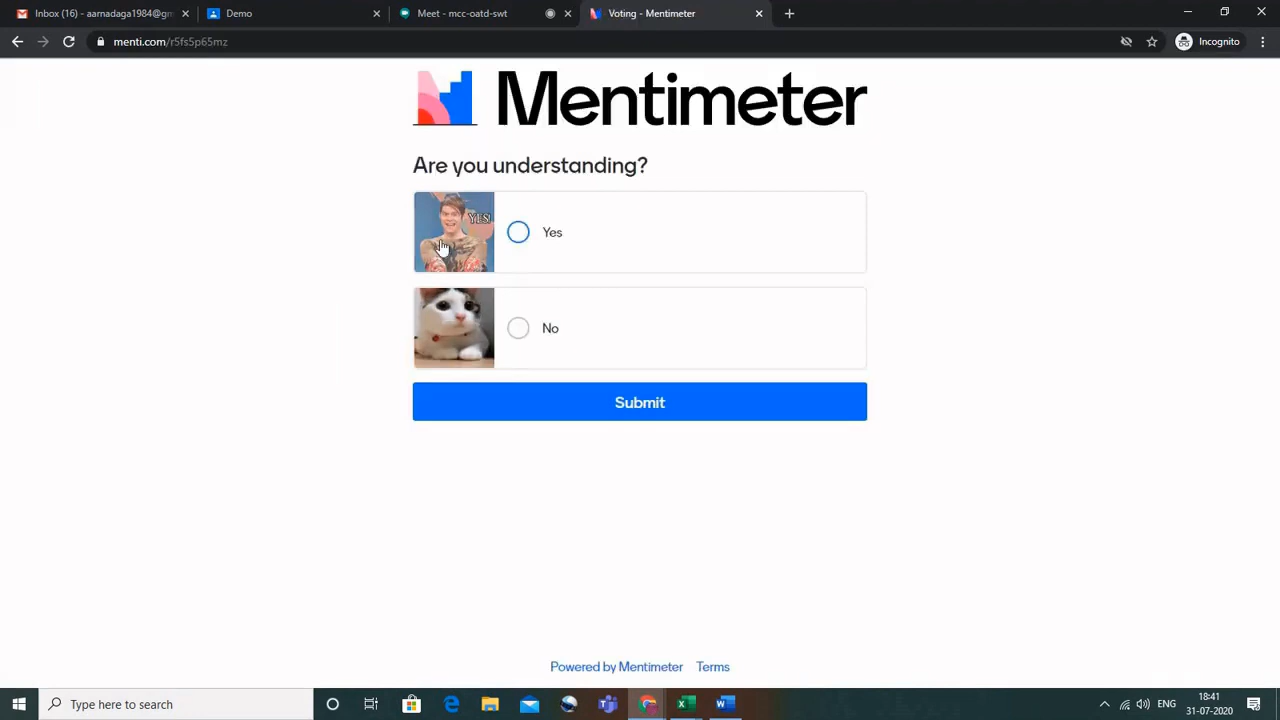 Inbox (16) - aarnadaga1984@gm
Demo
Meet - mcc-oatd-swt
Voting - Mentimeter
menti.com/r5fs5p65mz
Incognito
Mentimeter
Are you understanding?
YES!
Yes
No
Submit
Powered by Mentimeter Terms
Type here to search
ENG
18:41
31-07-2020